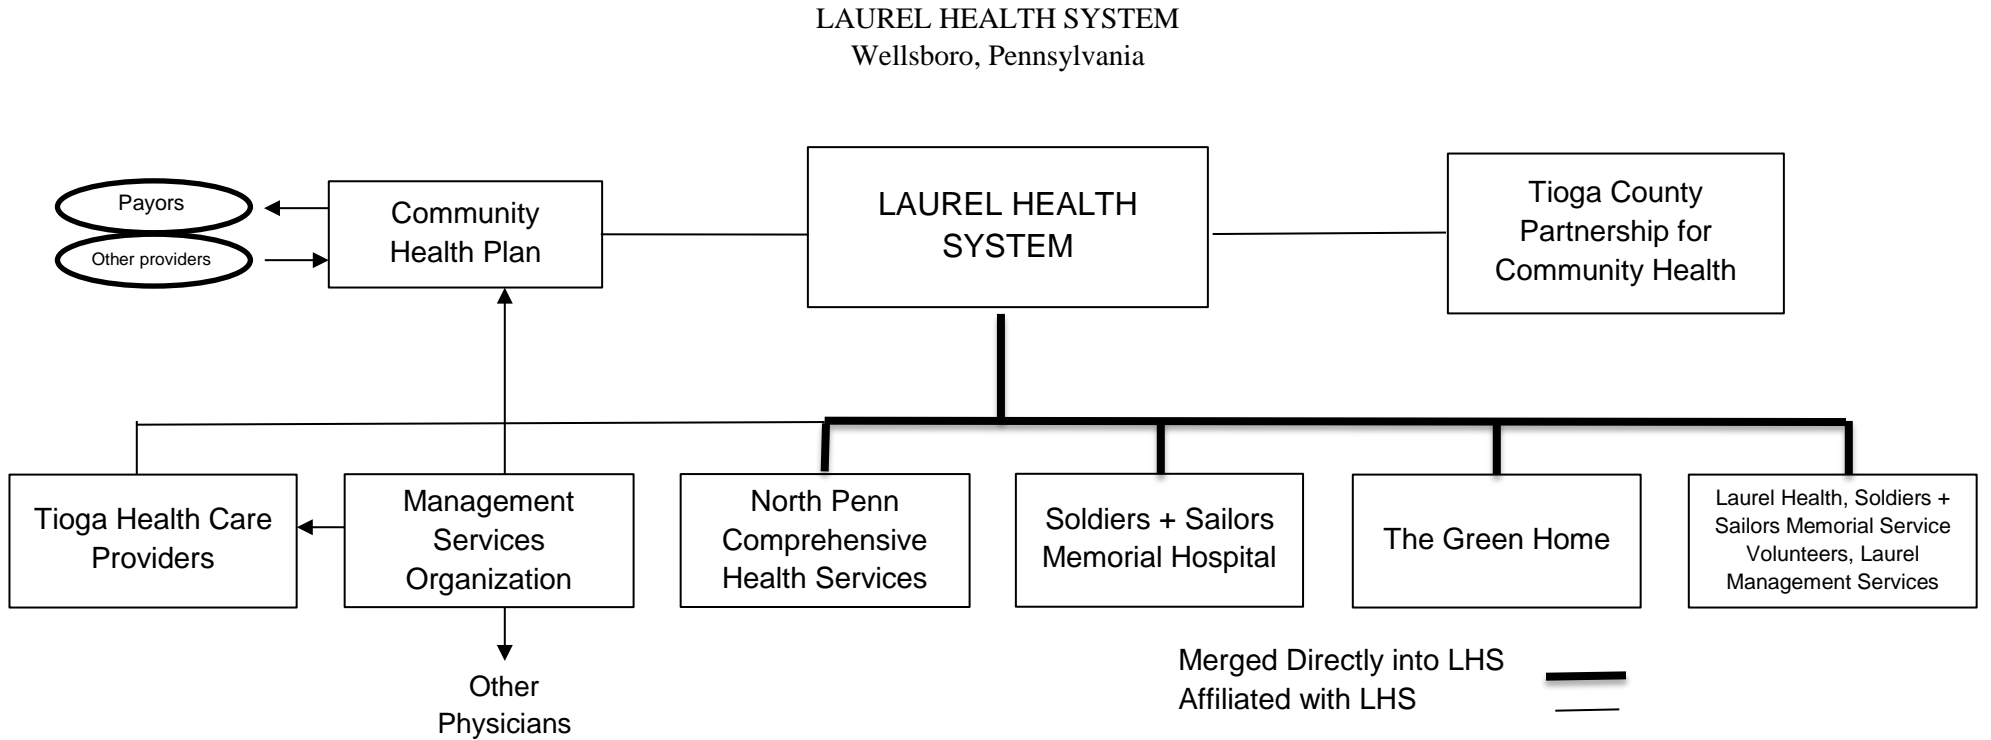 LAUREL HEALTH SYSTEM
Wellsboro, Pennsylvania
Payors
Other providers
Community
Health Plan
LAUREL HEALTH
SYSTEM
Tioga County
Partnership for
Community Health
Tioga Health Care
Providers
Management
Services
Organization
North Penn
Comprehensive
Health Services
Soldiers + Sailors
Memorial Hospital
The Green Home
Laurel Health, Soldiers +
Sailors Memorial Service
Volunteers, Laurel
Management Services
Other
Physicians
Merged Directly into LHS
Affiliated with LHS